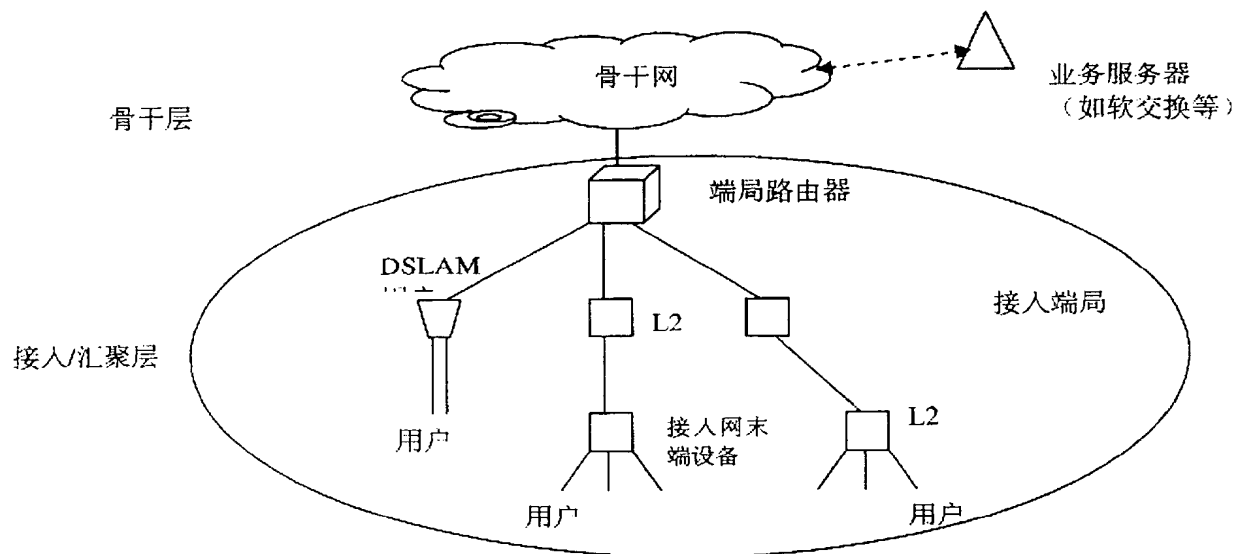 骨干网
业务服务器
（如软交换等）
骨干层
端局路由器
DSLAM
接入端局
L2
接入/汇聚层
L2
用户
接入网末
端设备
用户
用户